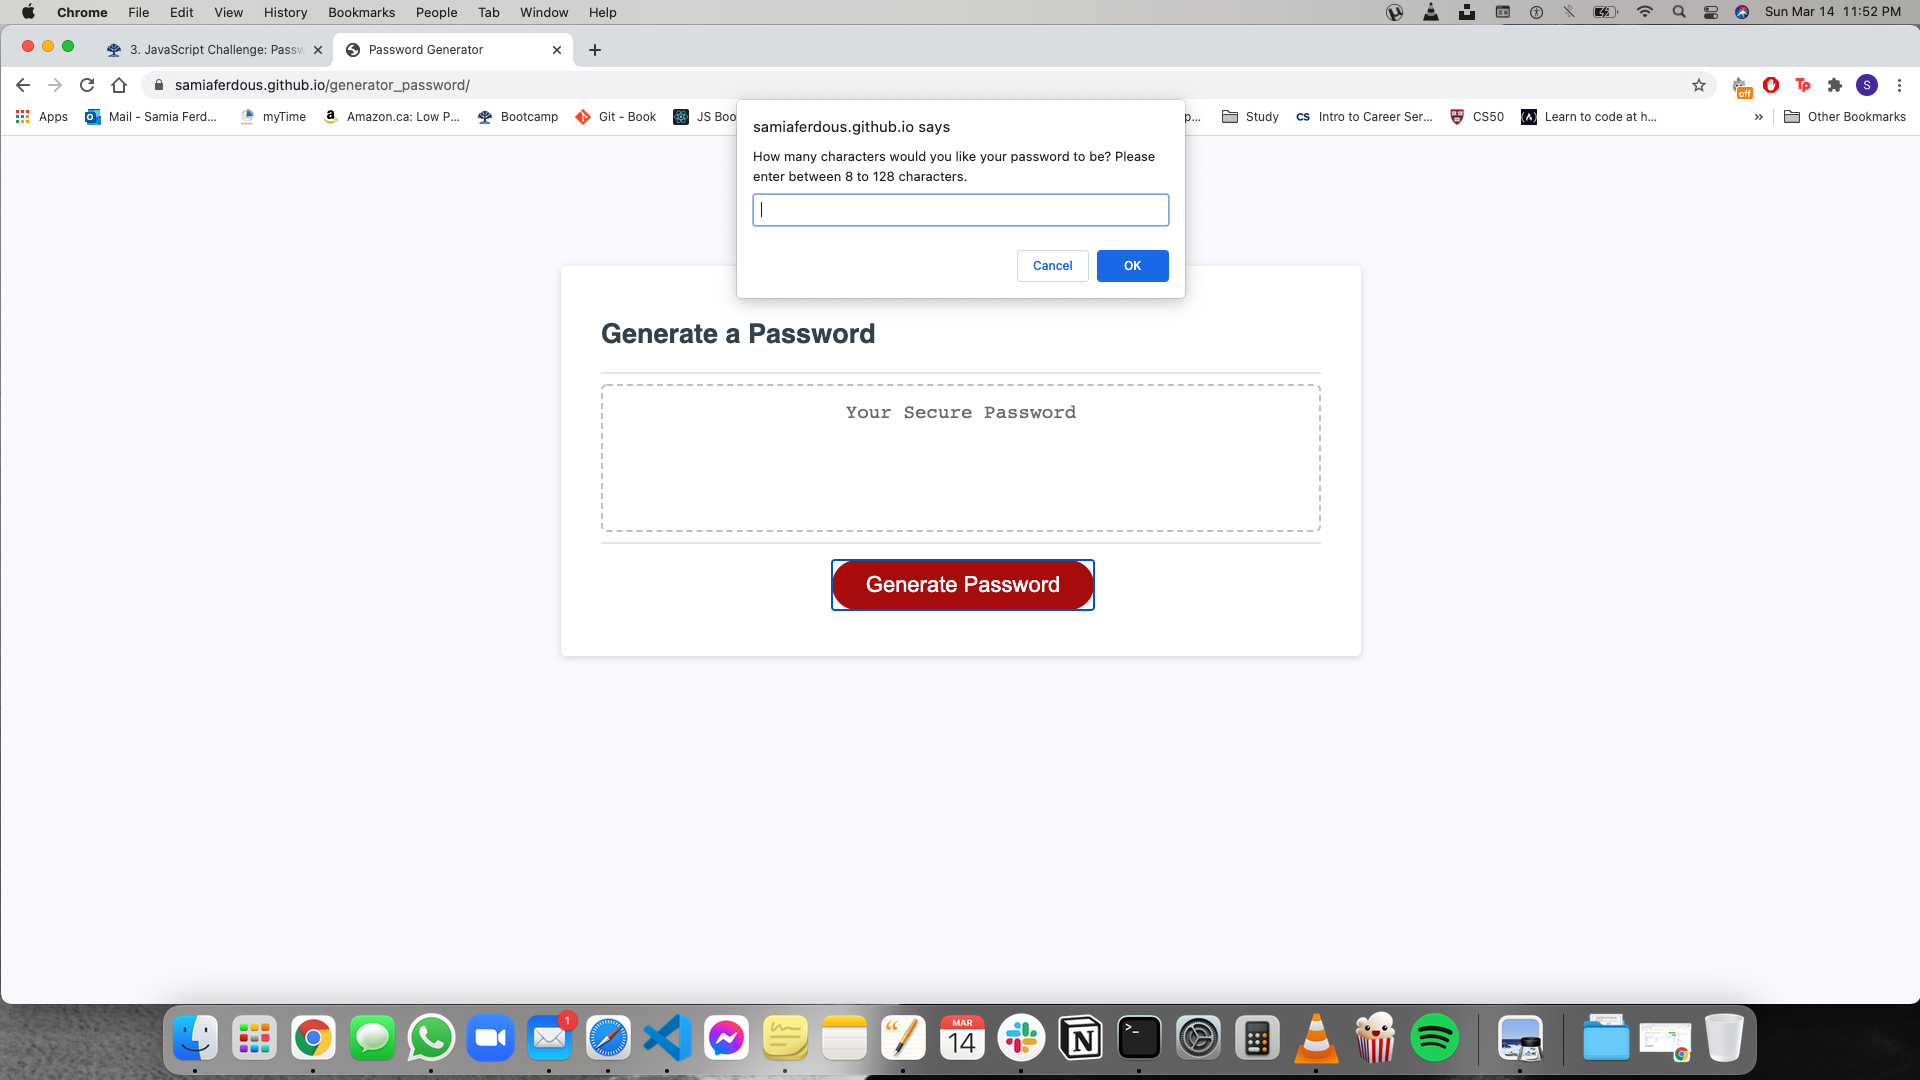 Chrome File Edit View History Bookmarks People Tab Window Help Sun Mar 14 11:52 PM
3. JavaScript Challenge: Passw
Password Generator
samiaferdous.github.io/generator_password/
off
Tp
S
Apps Mail - Samia Ferd... myTime Amazon.ca: Low P... Bootcamp Git - Book JS Boo p... Study CS Intro to Career Ser... CS50 Learn to code at h... » Other Bookmarks
samiaferdous.github.io says
How many characters would you like your password to be? Please
enter between 8 to 128 characters.
Cancel OK
Generate a Password
Your Secure Password
Generate Password
1
MAR
14